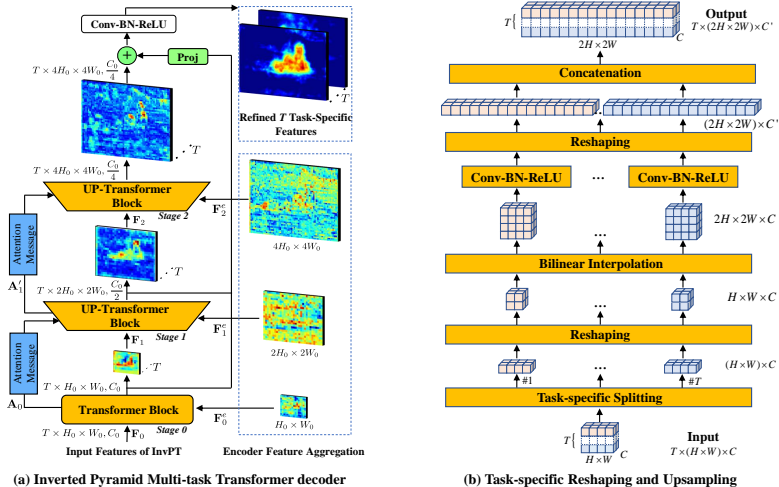 Conv-BN-ReLU
+
Proj
T × 4H₀ × 4W₀, C₀/4
⋰T
Refined T Task-Specific
Features
⋰T
T × 4H₀ × 4W₀, C₀/4
UP-Transformer
Block
Stage 2
F₂ᵉ
4H₀ × 4W₀
Attention
Message
F₂
A₁′
⋰T
T × 2H₀ × 2W₀, C₀/2
UP-Transformer
Block
Stage 1
F₁ᵉ
2H₀ × 2W₀
Attention
Message
F₁
⋰T
A₀
T × H₀ × W₀, C₀
Transformer Block
Stage 0
F₀ᵉ
H₀ × W₀
T × H₀ × W₀, C₀
F₀
Input Features of InvPT
Encoder Feature Aggregation
(a) Inverted Pyramid Multi-task Transformer decoder
T{
C
2H×2W
Output
T×(2H×2W)×C'
Concatenation
...
(2H×2W)×C'
Reshaping
Conv-BN-ReLU
...
Conv-BN-ReLU
...
2H×2W×C
Bilinear Interpolation
...
H×W×C
Reshaping
...
(H×W)×C
#1
#T
Task-specific Splitting
T{
C
H×W
Input
T×(H×W)×C
(b) Task-specific Reshaping and Upsampling